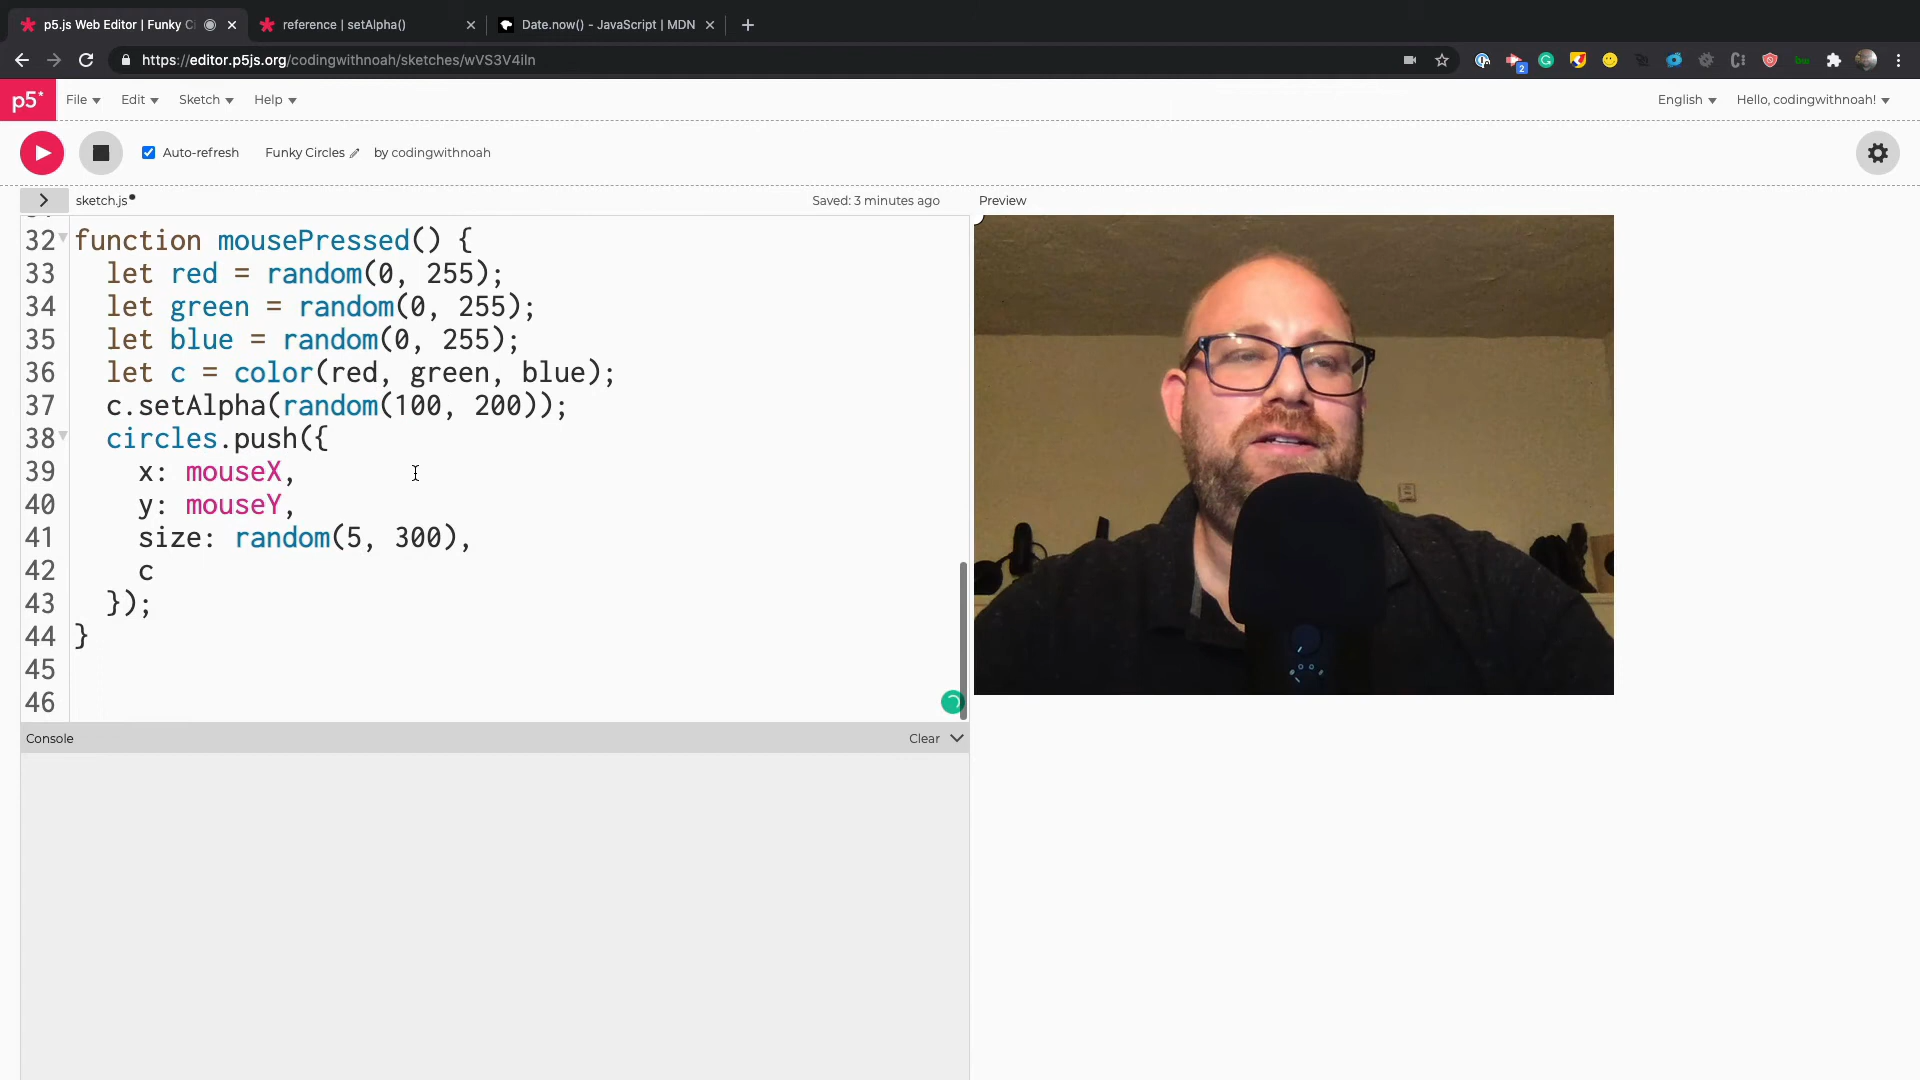 p5.js Web Editor | Funky C
reference | setAlpha()
Date.now() - JavaScript | MDN
https://editor.p5js.org/codingwithnoah/sketches/wVS3V4iln
2
p5*
File
Edit
Sketch
Help
English
Hello, codingwithnoah!
Auto-refresh
Funky Circles
by codingwithnoah
sketch.js
Saved: 3 minutes ago
Preview
32 function mousePressed() {
33 let red = random(0, 255);
34 let green = random(0, 255);
35 let blue = random(0, 255);
36 let c = color(red, green, blue);
37 c.setAlpha(random(100, 200));
38 circles.push({
39 x: mouseX,
40 y: mouseY,
41 size: random(5, 300),
42 c
43 });
44 }
45
46
Console
Clear